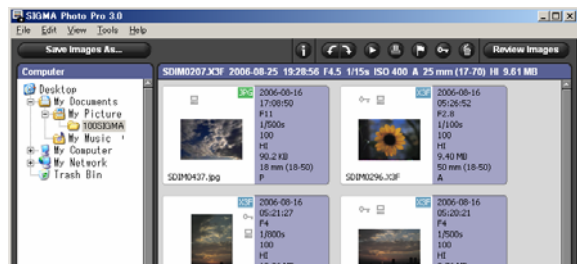 SIGMA Photo Pro 3.0
File Edit View Tools Help
Save Images As...
Review Images
Computer
SDIM0207.X3F 2006-08-25 19:28:56 F4.5 1/15s ISO 400 A 25 mm (17-70) HI 9.61 MB
Desktop
My Documents
My Picture
100SIGMA
My Music
My Computer
My Network
Trash Bin
JPG
2006-08-16
17:08:50
F11
1/500s
100
HI
90.2 KB
18 mm (18-50)
P
SDIM0437.jpg
X3F
2006-08-16
05:26:52
F2.8
1/100s
100
HI
9.40 MB
50 mm (18-50)
A
SDIM0296.X3F
X3F
2006-08-16
05:21:27
F4
1/800s
100
HI
X3F
2006-08-16
05:20:21
F4
1/800s
100
HI